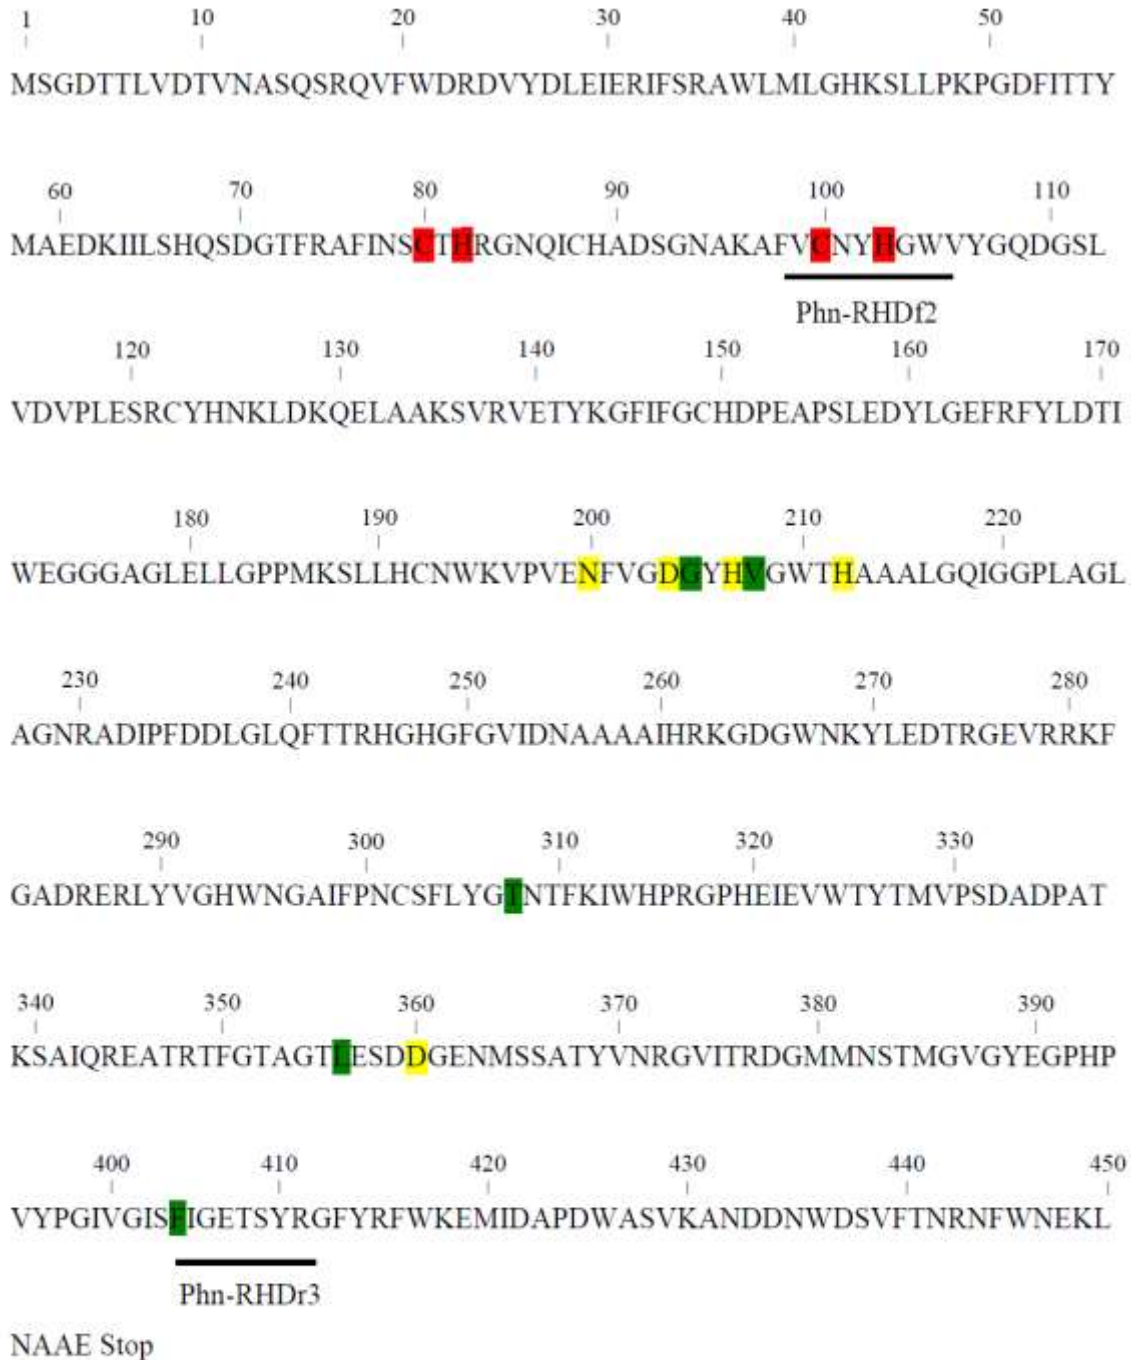 1 10 20 30 40 50
MSGDTTLVDTVNASQSRQVFWDRDVYDLEIERIFSRAWLMLGHKSLLPKPGDFITTY
60 70 80 90 100 110
MAEDKIILSHQSDGTFRAFINSCTHRGNQICHADSGNAKAFVCNYHGWVYGQDGSL
Phn-RHDf2
120 130 140 150 160 170
VDVPLESRCYHNKLDKQELAAKSVRVETYKGFIFGCHDPEAPSLEDYLGEFRFYLDTI
180 190 200 210 220
WEGGGAGLELLGPPMKSLLHCNWKVPVENFVGDGYHVGWTHAAALGQIGGPLAGL
230 240 250 260 270 280
AGNRADIPFDDLGLQFTTRHGHGFGVIDNAAAAIHRKGDGWNKYLEDTRGEVRRKF
290 300 310 320 330
GADRERLYVGHWNGAIFPNCSFLYGTNTFKIWHPRGPHEIEVWTYTMVPSDADPAT
340 350 360 370 380 390
KSAIQREATRTFGTAGTLESDDGENMSSATYVNRGVITRDGMMNSTMGVGYEGPHP
400 410 420 430 440 450
VYPGIVGISFIGETSYRGFYRFWKEMIDAPDWASVKANDDNWDSVFTNRNFWNEKL
Phn-RHDr3
NAAE Stop